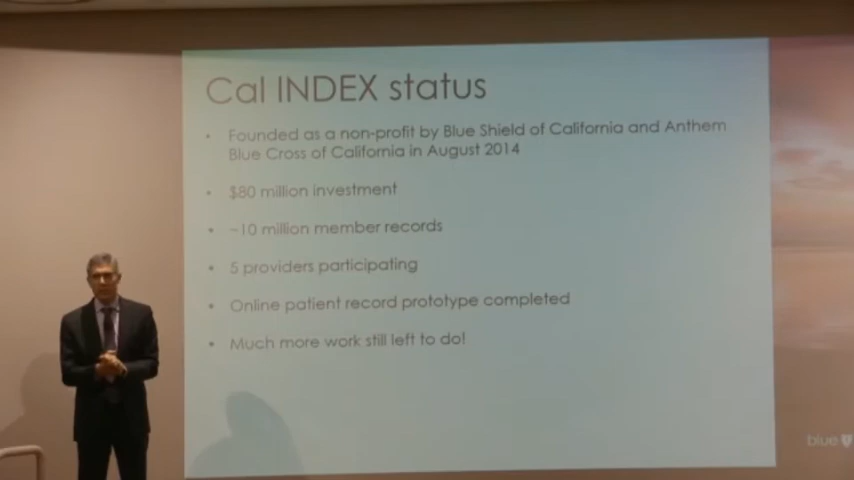 Cal INDEX status
• Founded as a non-profit by Blue Shield of California and Anthem
Blue Cross of California in August 2014
• $80 million investment
• ~10 million member records
• 5 providers participating
• Online patient record prototype completed
• Much more work still left to do!
blue